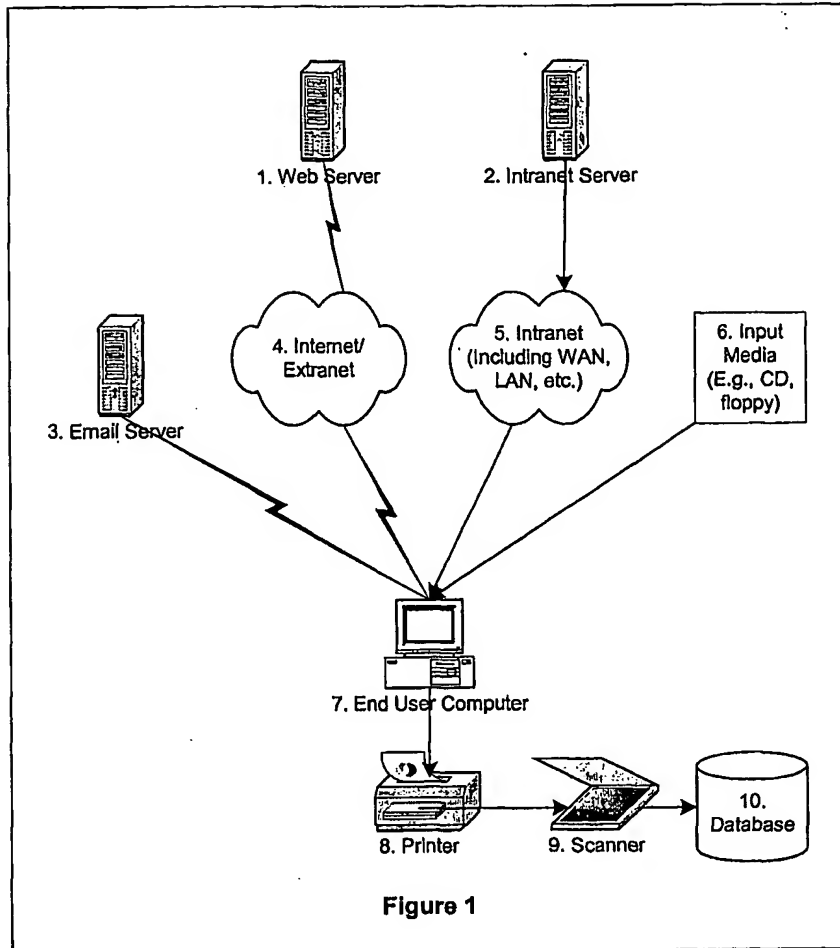 1. Web Server
2. Intranet Server
3. Email Server
4. Internet/
Extranet
5. Intranet
(including WAN,
LAN, etc.)
6. Input
Media
(E.g., CD,
floppy)
7. End User Computer
8. Printer
9. Scanner
10.
Database
Figure 1